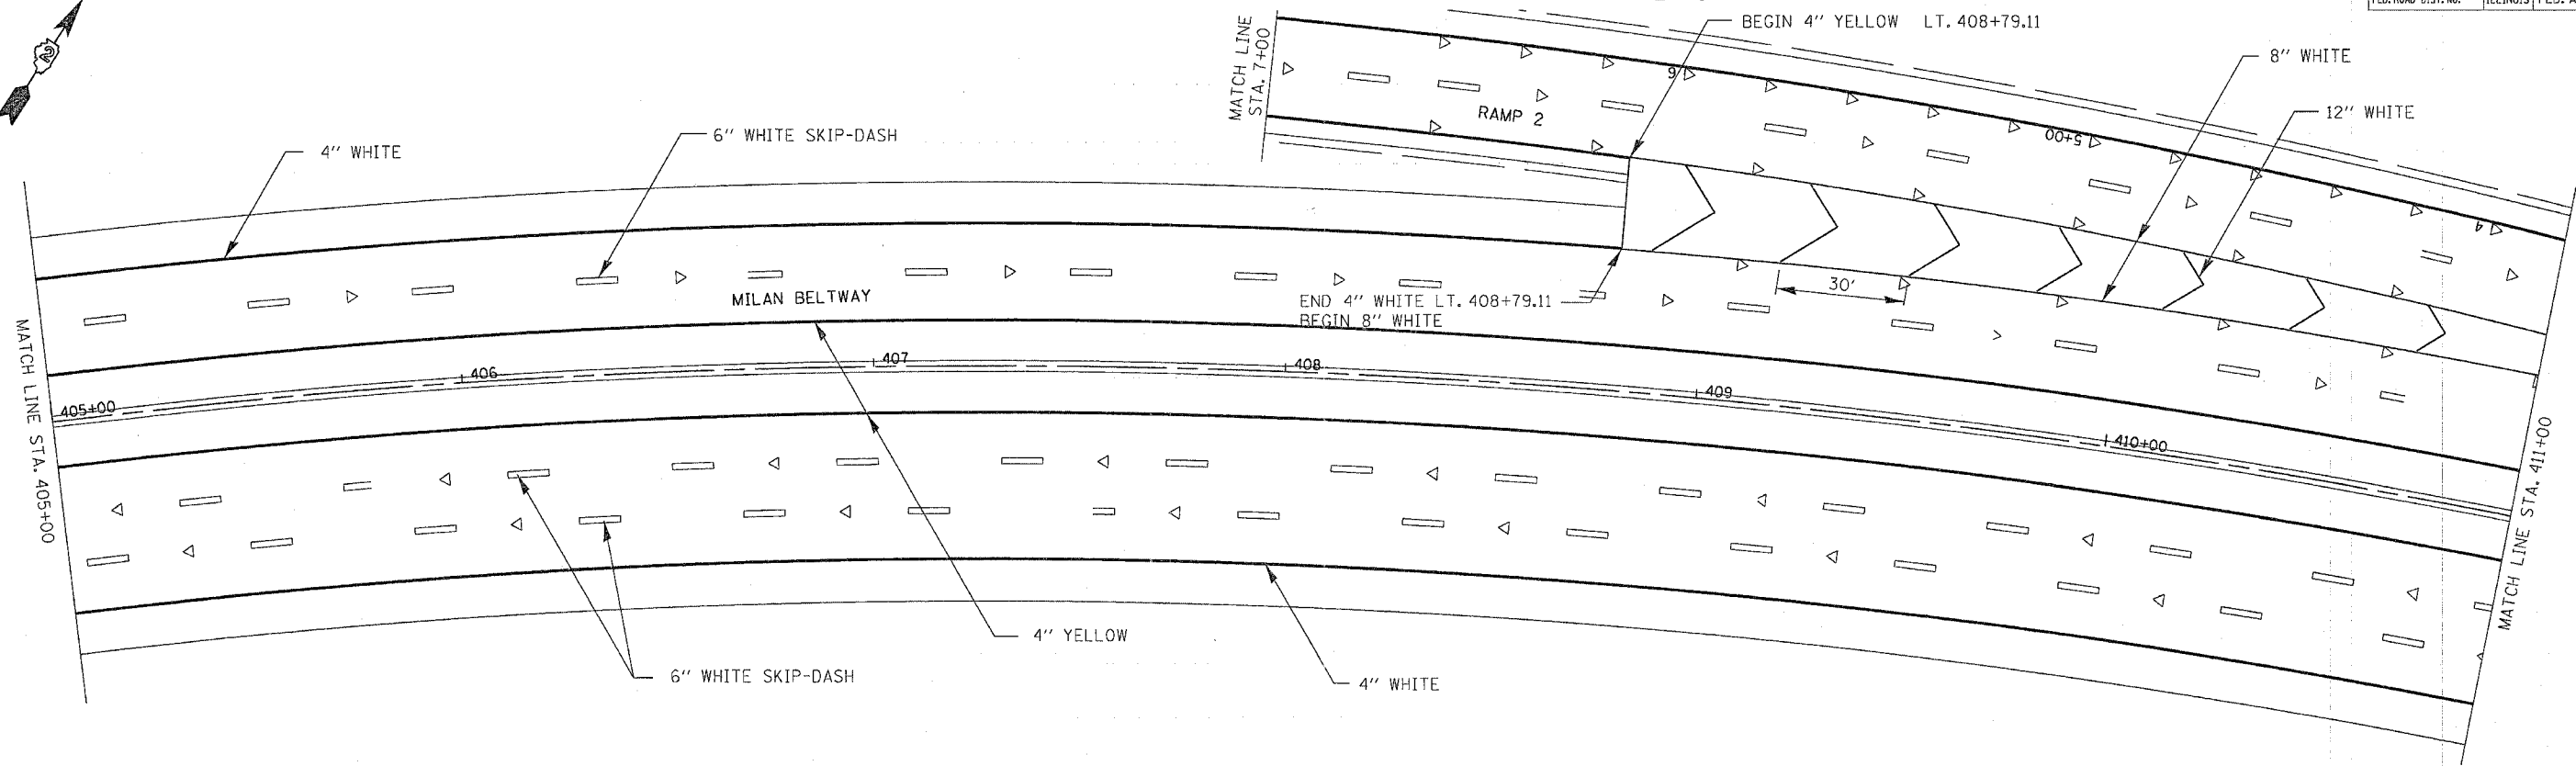 MATCH LINE
STA. 7+00
BEGIN 4'' YELLOW LT. 408+79.11
ILLINOIS
8'' WHITE
12'' WHITE
6
RAMP 2
5+00
4
4'' WHITE
6'' WHITE SKIP-DASH
MILAN BELTWAY
END 4'' WHITE LT. 408+79.11
BEGIN 8'' WHITE
30'
MATCH LINE STA. 405+00
405+00
406
407
408
409
410+00
MATCH LINE STA. 411+00
4'' YELLOW
6'' WHITE SKIP-DASH
4'' WHITE